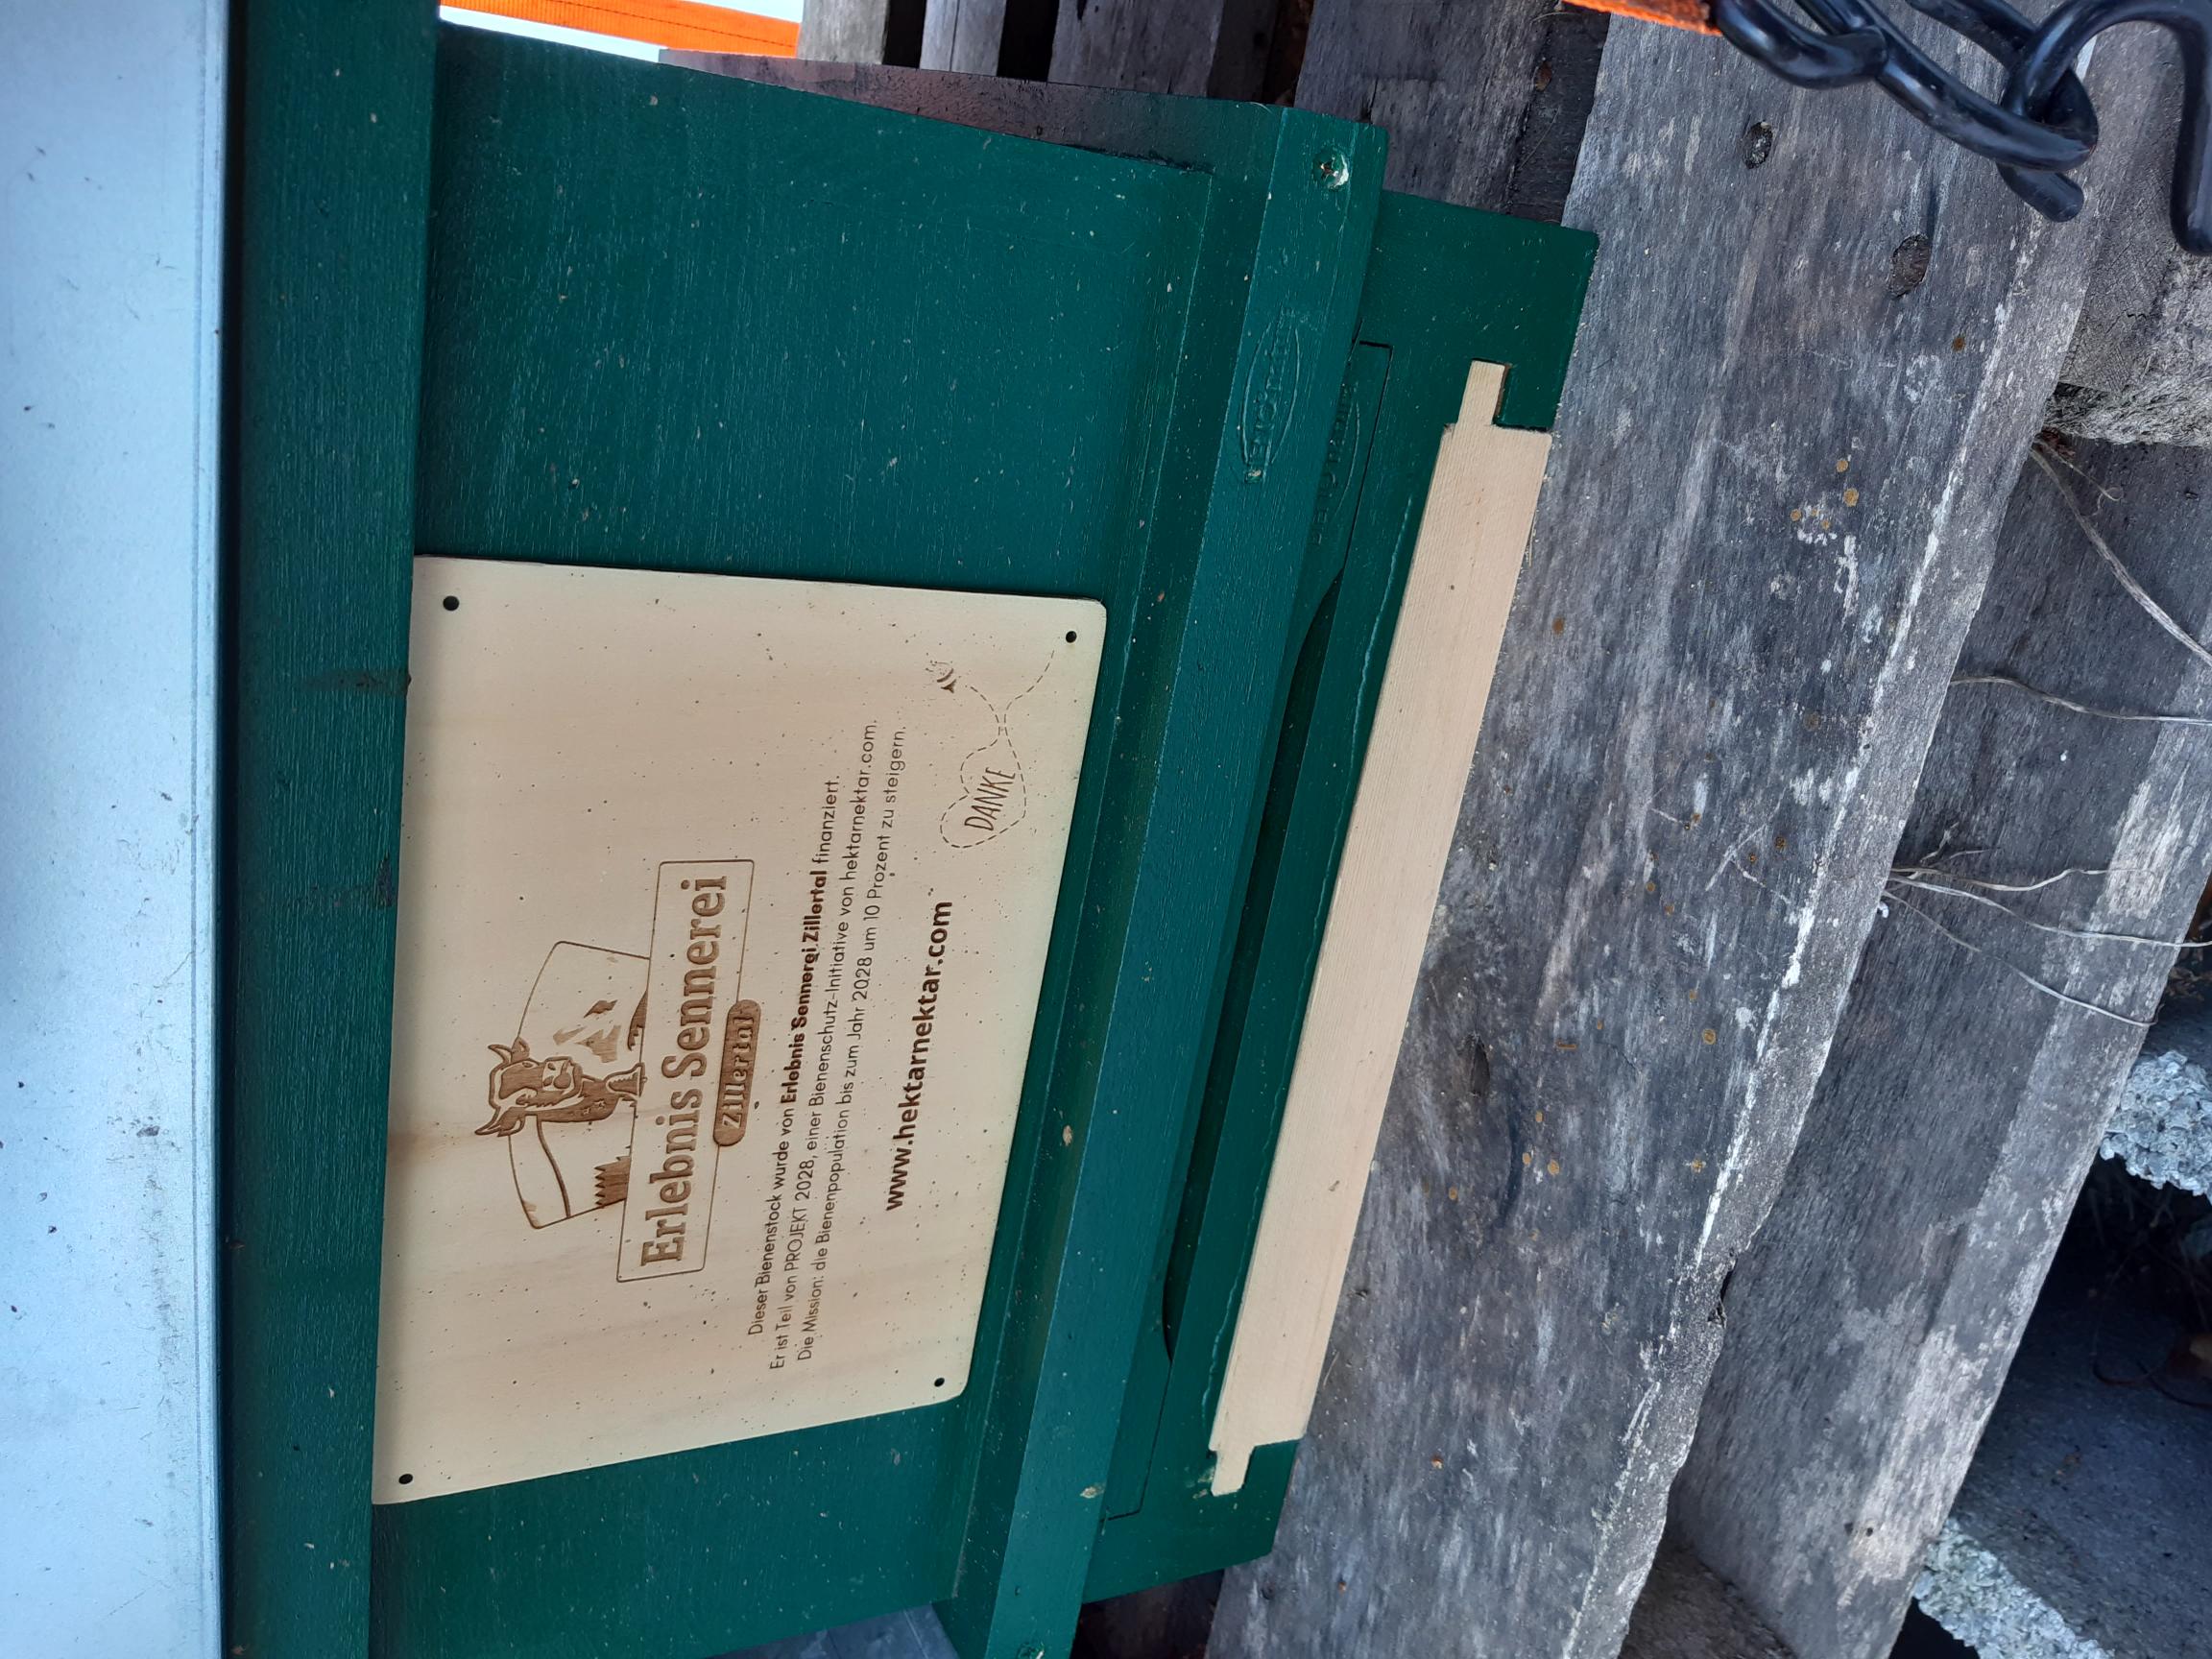 Erlebnis Sennerei
Zillertal
Dieser Bienenstock wurde von Erlebnis Sennerei Zillertal finanziert.
Er ist Teil von PROJEKT 2028, einer Bienenschutz-Initiative von hektarnektar.com.
Die Mission: die Bienenpopulation bis zum Jahr 2028 um 10 Prozent zu steigern.
www.hektarnektar.com
DANKE